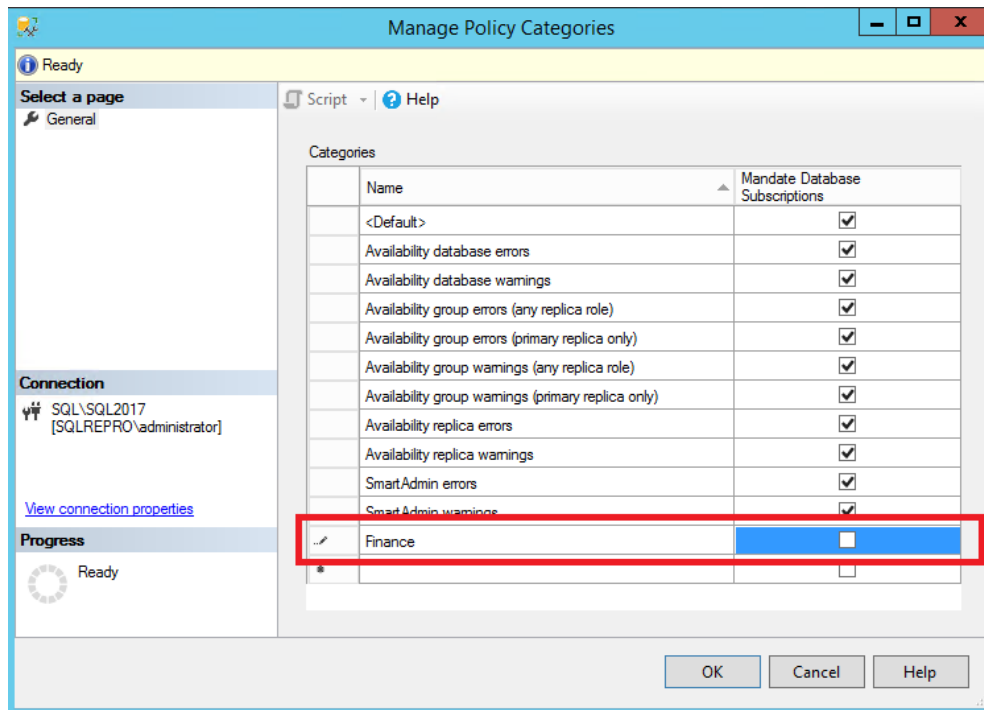 Manage Policy Categories
Ready
Select a page
General
Script
Help
Categories
Name
Mandate Database
Subscriptions
<Default>
Availability database errors
Availability database warnings
Availability group errors (any replica role)
Availability group errors (primary replica only)
Availability group warnings (any replica role)
Availability group warnings (primary replica only)
Availability replica errors
Availability replica warnings
SmartAdmin errors
SmartAdmin warnings
Finance
Connection
SQL\SQL2017
[SQLREPRO\administrator]
View connection properties
Progress
Ready
OK
Cancel
Help